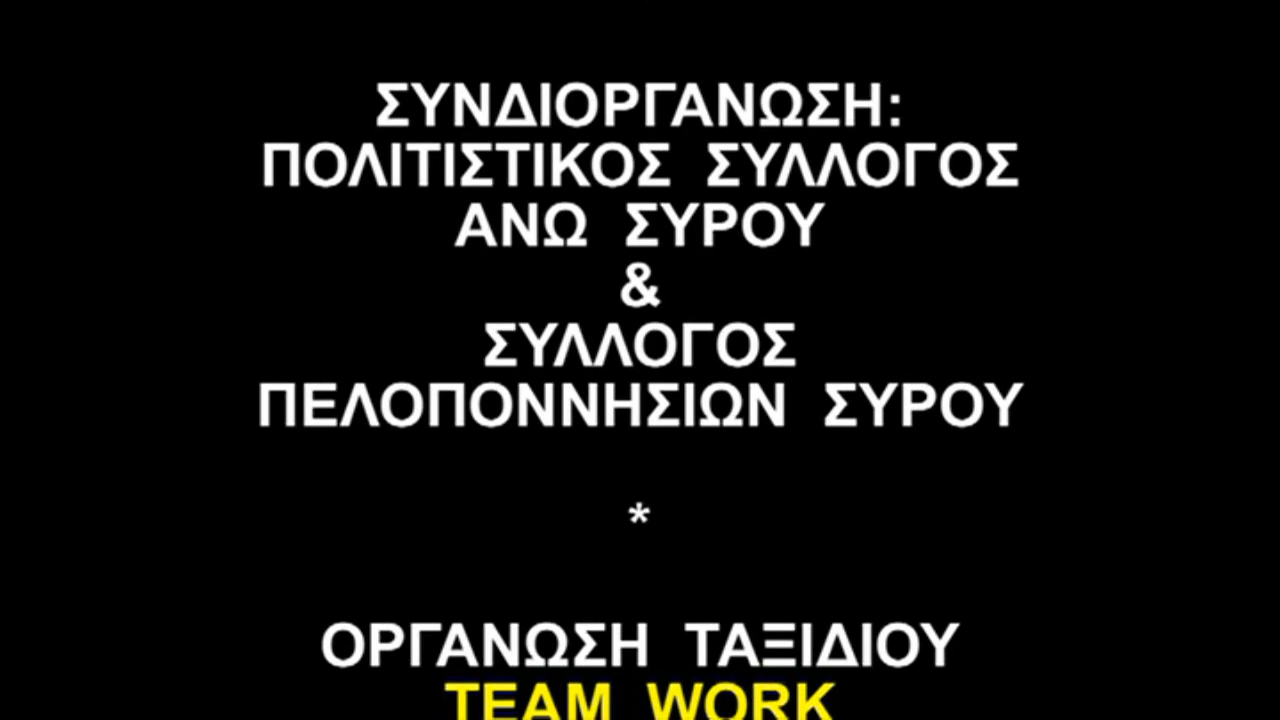 ΣΥΝΔΙΟΡΓΑΝΩΣΗ:
ΠΟΛΙΤΙΣΤΙΚΟΣ ΣΥΛΛΟΓΟΣ
ΑΝΩ ΣΥΡΟΥ
&
ΣΥΛΛΟΓΟΣ
ΠΕΛΟΠΟΝΝΗΣΙΩΝ ΣΥΡΟΥ
*
ΟΡΓΑΝΩΣΗ ΤΑΞΙΔΙΟΥ
TEAM WORK